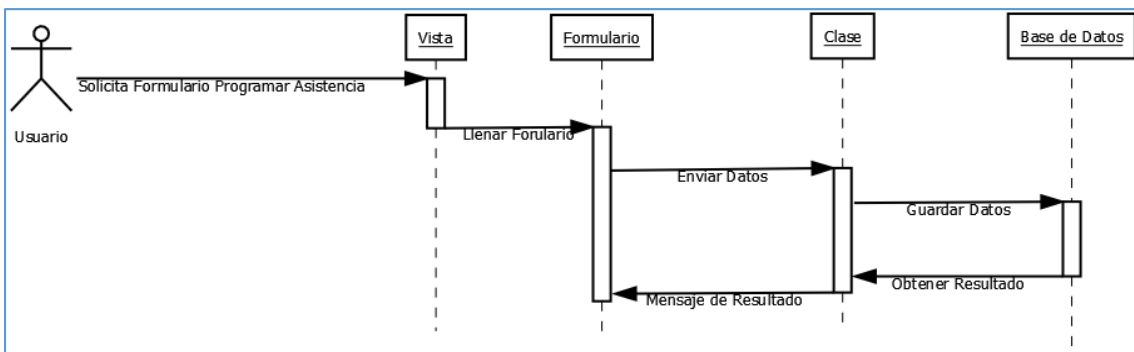 Vista
Formulario
Clase
Base de Datos
Solicita Formulario Programar Asistencia
Usuario
Llenar Forulario
Enviar Datos
Guardar Datos
Obtener Resultado
Mensaje de Resultado